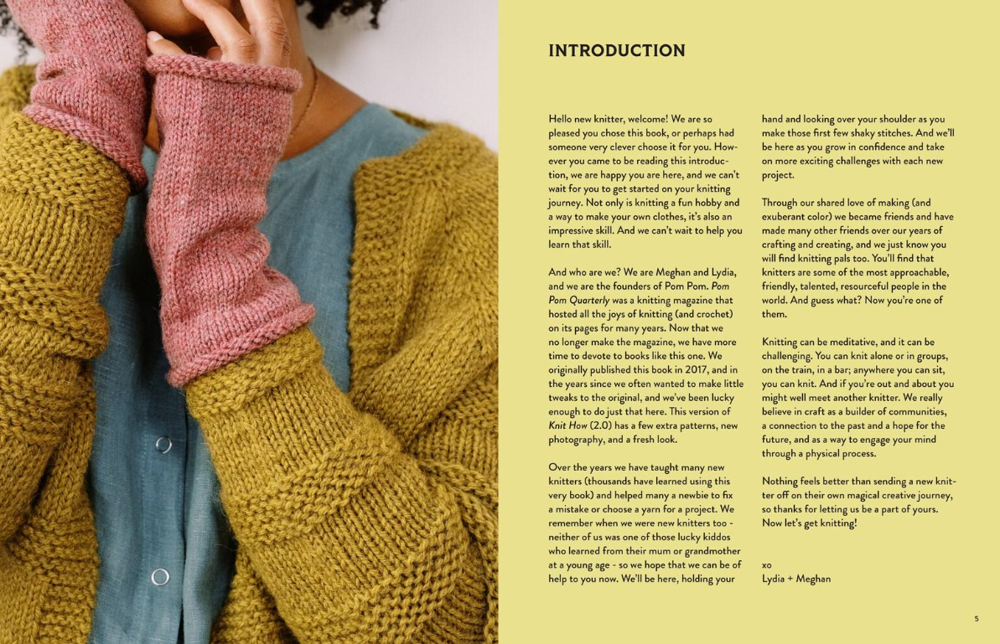 INTRODUCTION
Hello new knitter, welcome! We are so
pleased you chose this book, or perhaps had
someone very clever choose it for you. How-
ever you came to be reading this introduc-
tion, we are happy you are here, and we can't
wait for you to get started on your knitting
journey. Not only is knitting a fun hobby and
a way to make your own clothes, it's also an
impressive skill. And we can't wait to help you
learn that skill.
And who are we? We are Meghan and Lydia,
and we are the founders of Pom Pom. Pom
Pom Quarterly was a knitting magazine that
hosted all the joys of knitting (and crochet)
on its pages for many years. Now that we
no longer make the magazine, we have more
time to devote to books like this one. We
originally published this book in 2017, and in
the years since we often wanted to make little
tweaks to the original, and we've been lucky
enough to do just that here. This version of
Knit How (2.0) has a few extra patterns, new
photography, and a fresh look.
Over the years we have taught many new
knitters (thousands have learned using this
very book) and helped many a newbie to fix
a mistake or choose a yarn for a project. We
remember when we were new knitters too -
neither of us was one of those lucky kiddos
who learned from their mum or grandmother
at a young age - so we hope that we can be of
help to you now. We'll be here, holding your
hand and looking over your shoulder as you
make those first few shaky stitches. And we'll
be here as you grow in confidence and take
on more exciting challenges with each new
project.
Through our shared love of making (and
exuberant color) we became friends and have
made many other friends over our years of
crafting and creating, and we just know you
will find knitting pals too. You'll find that
knitters are some of the most approachable,
friendly, talented, resourceful people in the
world. And guess what? Now you're one of
them.
Knitting can be meditative, and it can be
challenging. You can knit alone or in groups,
on the train, in a bar; anywhere you can sit,
you can knit. And if you're out and about you
might well meet another knitter. We really
believe in craft as a builder of communities,
a connection to the past and a hope for the
future, and as a way to engage your mind
through a physical process.
Nothing feels better than sending a new knit-
ter off on their own magical creative journey,
so thanks for letting us be a part of yours.
Now let's get knitting!
xo
Lydia + Meghan
5